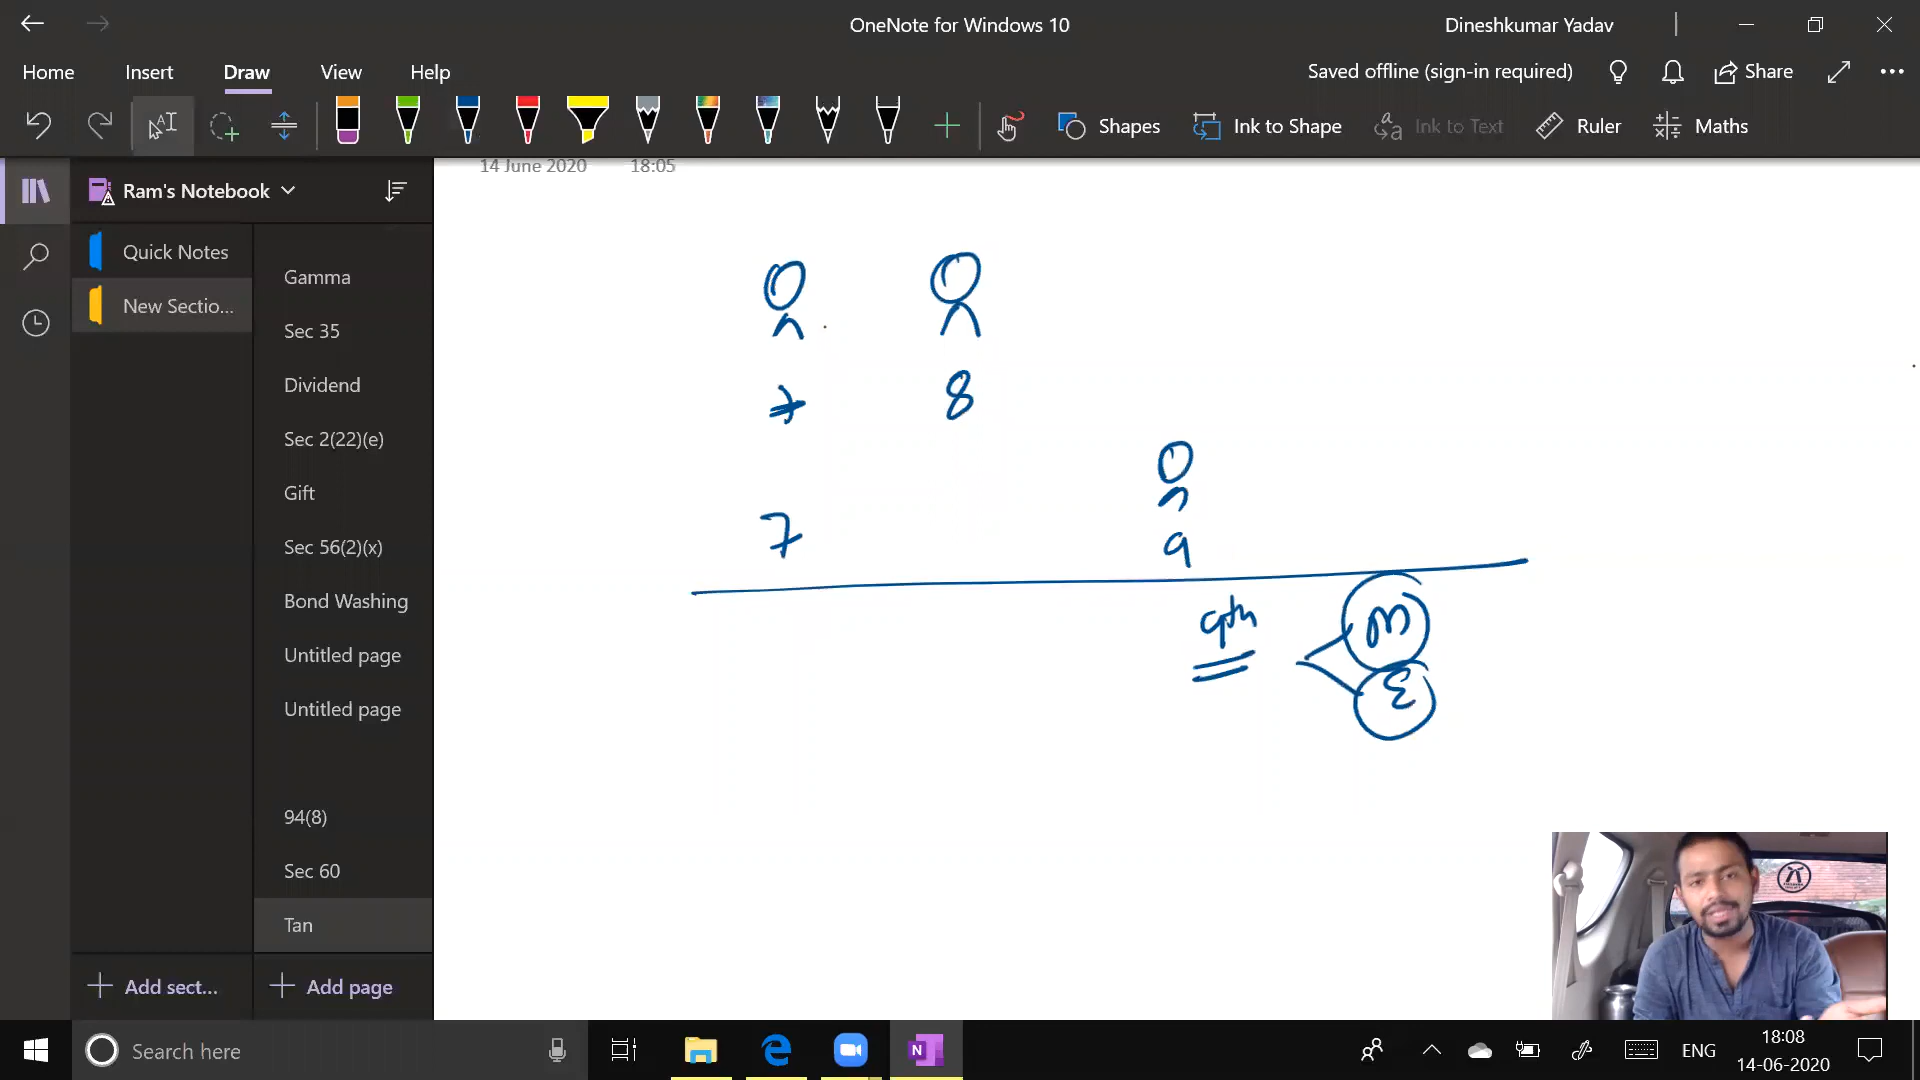 OneNote for Windows 10
Dineshkumar Yadav
Home Insert Draw View Help
Saved offline (sign-in required)
Share
Shapes
Ink to Shape
Ink to Text
Ruler
Maths
14 June 2020 18:05
Ram's Notebook
Quick Notes
New Sectio...
Gamma
Sec 35
Dividend
Sec 2(22)(e)
Gift
Sec 56(2)(x)
Bond Washing
Untitled page
Untitled page
94(8)
Sec 60
Tan
Add sect...
Add page
8
7
9
9th
M
E
Search here
ENG
18:08
14-06-2020